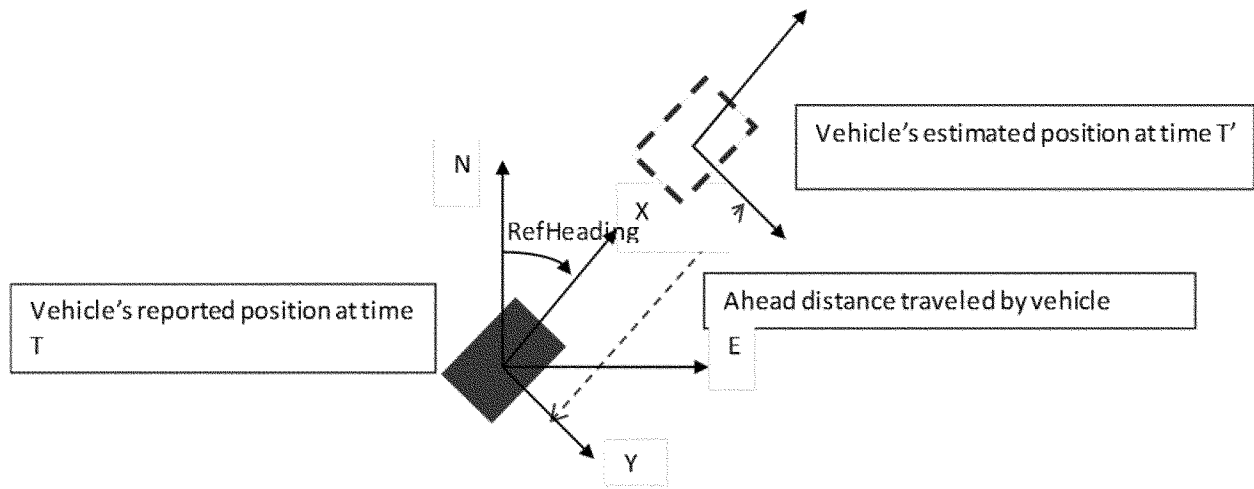 Vehicle's estimated position at time T'
N
X
RefHeading
Vehicle's reported position at time
T
Ahead distance traveled by vehicle
E
Y